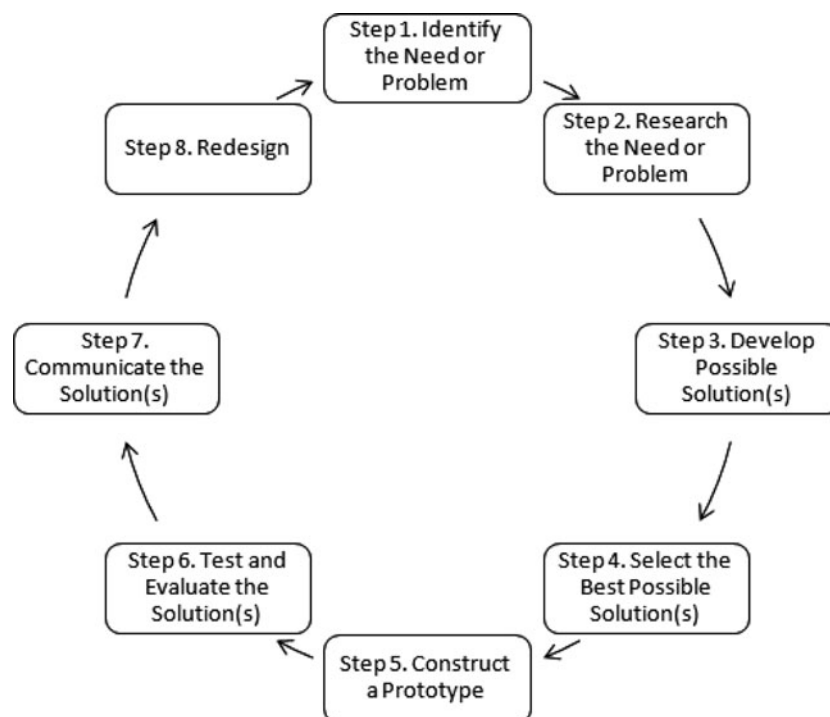 Step 1. Identify
the Need or
Problem
Step 2. Research
the Need or
Problem
Step 3. Develop
Possible
Solution(s)
Step 4. Select the
Best Possible
Solution(s)
Step 5. Construct
a Prototype
Step 6. Test and
Evaluate the
Solution(s)
Step 7.
Communicate the
Solution(s)
Step 8. Redesign